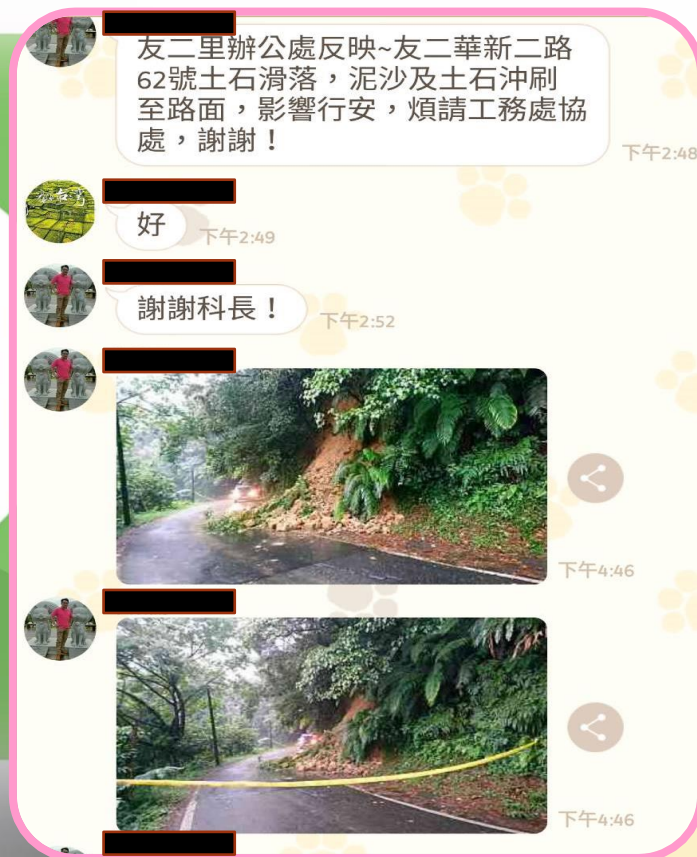 友二里辦公處反映~友二華新二路
62號土石滑落，泥沙及土石沖刷
至路面，影響行安，煩請工務處協
處，謝謝！
下午2:48
好
下午2:49
謝謝科長！
下午2:52
下午4:46
下午4:46